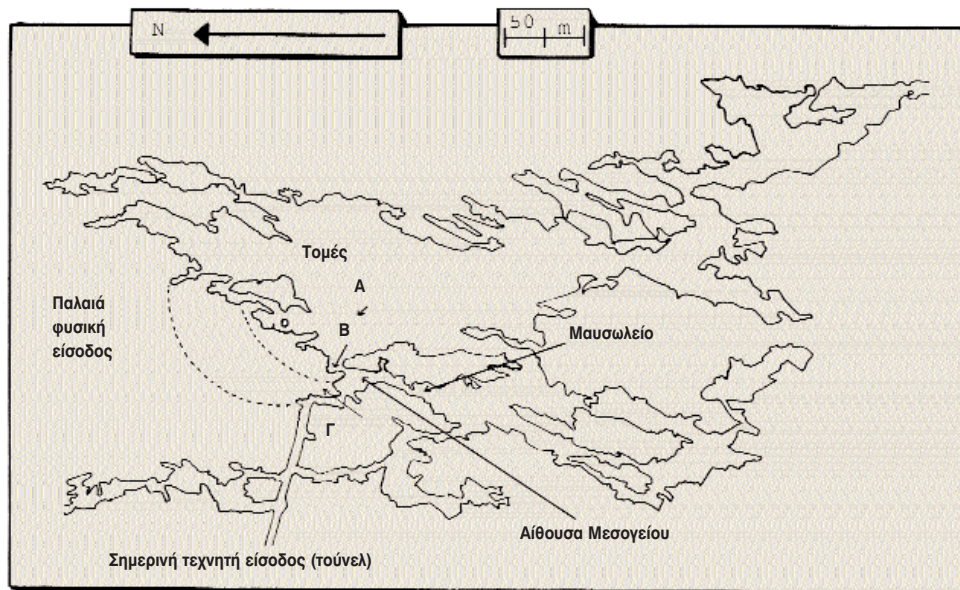 N
50 m
Τομές
Α
Παλαιά
φυσική
είσοδος
Β
Μαυσωλείο
Γ
Αίθουσα Μεσογείου
Σημερινή τεχνητή είσοδος (τούνελ)